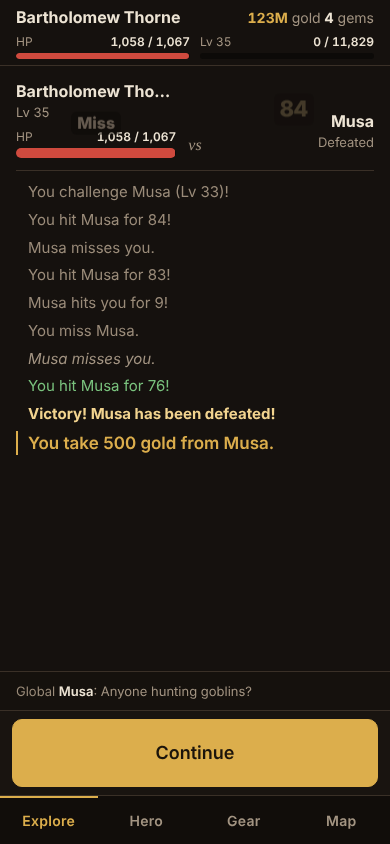 Bartholomew Thorne 123M gold 4 gems
HP 1,058 / 1,067 Lv 35 0 / 11,829
Bartholomew Tho...
Lv 35
Miss
84
Musa
HP 1,058 / 1,067
vs
Defeated
You challenge Musa (Lv 33)!
You hit Musa for 84!
Musa misses you.
You hit Musa for 83!
Musa hits you for 9!
You miss Musa.
Musa misses you.
You hit Musa for 76!
Victory! Musa has been defeated!
You take 500 gold from Musa.
Global Musa: Anyone hunting goblins?
Continue
Explore Hero Gear Map